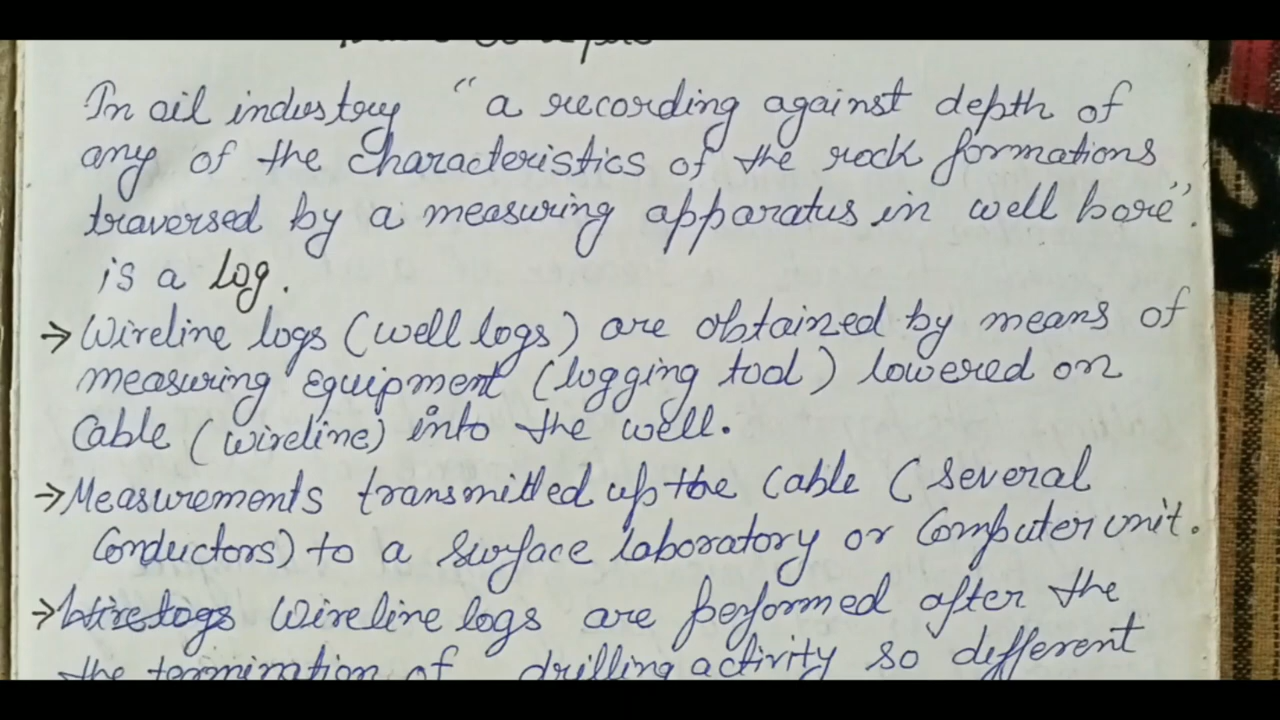 In oil industry "a recording against depth of
any of the characteristics of the rock formations
traversed by a measuring apparatus in well bore".
is a log.
→ Wireline logs (well logs) are obtained by means of
measuring equipment (logging tool) lowered on
Cable (wireline) into the well.
→ Measurements transmitted up the Cable (Several
Conductors) to a surface laboratory or Computer unit.
→ Wirelogs Wireline logs are performed after the
the termination of drilling activity so different